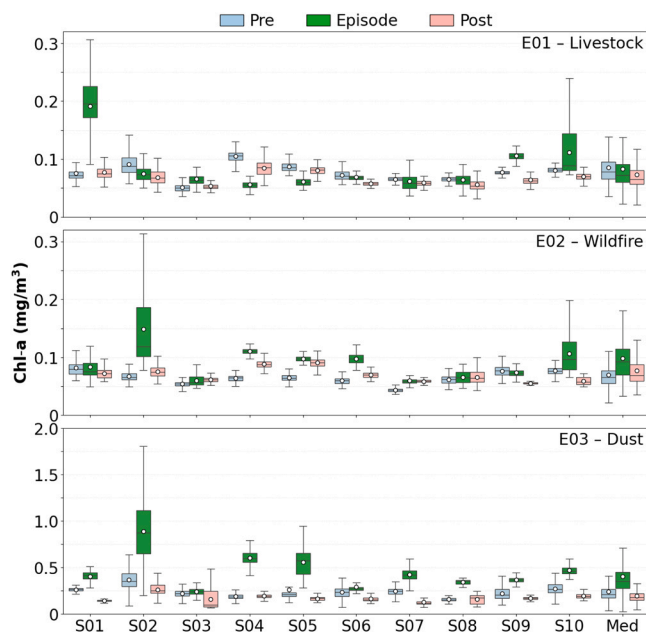 Pre Episode Post
E01 – Livestock
0.3
0.2
0.1
0
E02 – Wildfire
0.3
0.2
0.1
0
Chl-a (mg/m³)
E03 – Dust
2.0
1.5
1.0
0.5
0
S01 S02 S03 S04 S05 S06 S07 S08 S09 S10 Med